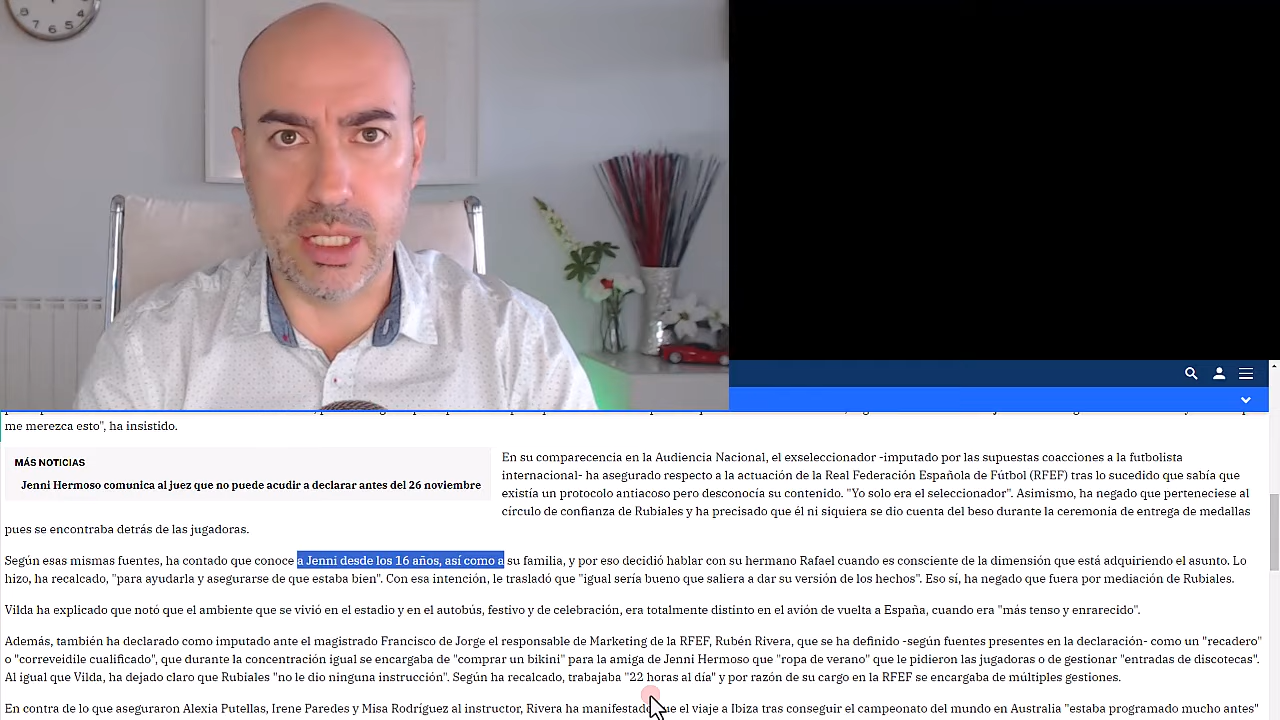 me merezca esto", ha insistido.
MÁS NOTICIAS
Jenni Hermoso comunica al juez que no puede acudir a declarar antes del 26 noviembre
En su comparecencia en la Audiencia Nacional, el exseleccionador -imputado por las supuestas coacciones a la futbolista
internacional- ha asegurado respecto a la actuación de la Real Federación Española de Fútbol (RFEF) tras lo sucedido que sabía que
existía un protocolo antiacoso pero desconocía su contenido. "Yo solo era el seleccionador". Asimismo, ha negado que perteneciese al
círculo de confianza de Rubiales y ha precisado que él ni siquiera se dio cuenta del beso durante la ceremonia de entrega de medallas
pues se encontraba detrás de las jugadoras.
Según esas mismas fuentes, ha contado que conoce a Jenni desde los 16 años, así como a su familia, y por eso decidió hablar con su hermano Rafael cuando es consciente de la dimensión que está adquiriendo el asunto. Lo
hizo, ha recalcado, "para ayudarla y asegurarse de que estaba bien". Con esa intención, le trasladó que "igual sería bueno que saliera a dar su versión de los hechos". Eso sí, ha negado que fuera por mediación de Rubiales.
Vilda ha explicado que notó que el ambiente que se vivió en el estadio y en el autobús, festivo y de celebración, era totalmente distinto en el avión de vuelta a España, cuando era "más tenso y enrarecido".
Además, también ha declarado como imputado ante el magistrado Francisco de Jorge el responsable de Marketing de la RFEF, Rubén Rivera, que se ha definido -según fuentes presentes en la declaración- como un "recadero"
o "correveidile cualificado", que durante la concentración igual se encargaba de "comprar un bikini" para la amiga de Jenni Hermoso que "ropa de verano" que le pidieron las jugadoras o de gestionar "entradas de discotecas".
Al igual que Vilda, ha dejado claro que Rubiales "no le dio ninguna instrucción". Según ha recalcado, trabajaba "22 horas al día" y por razón de su cargo en la RFEF se encargaba de múltiples gestiones.
En contra de lo que aseguraron Alexia Putellas, Irene Paredes y Misa Rodríguez al instructor, Rivera ha manifestado que el viaje a Ibiza tras conseguir el campeonato del mundo en Australia "estaba programado mucho antes"